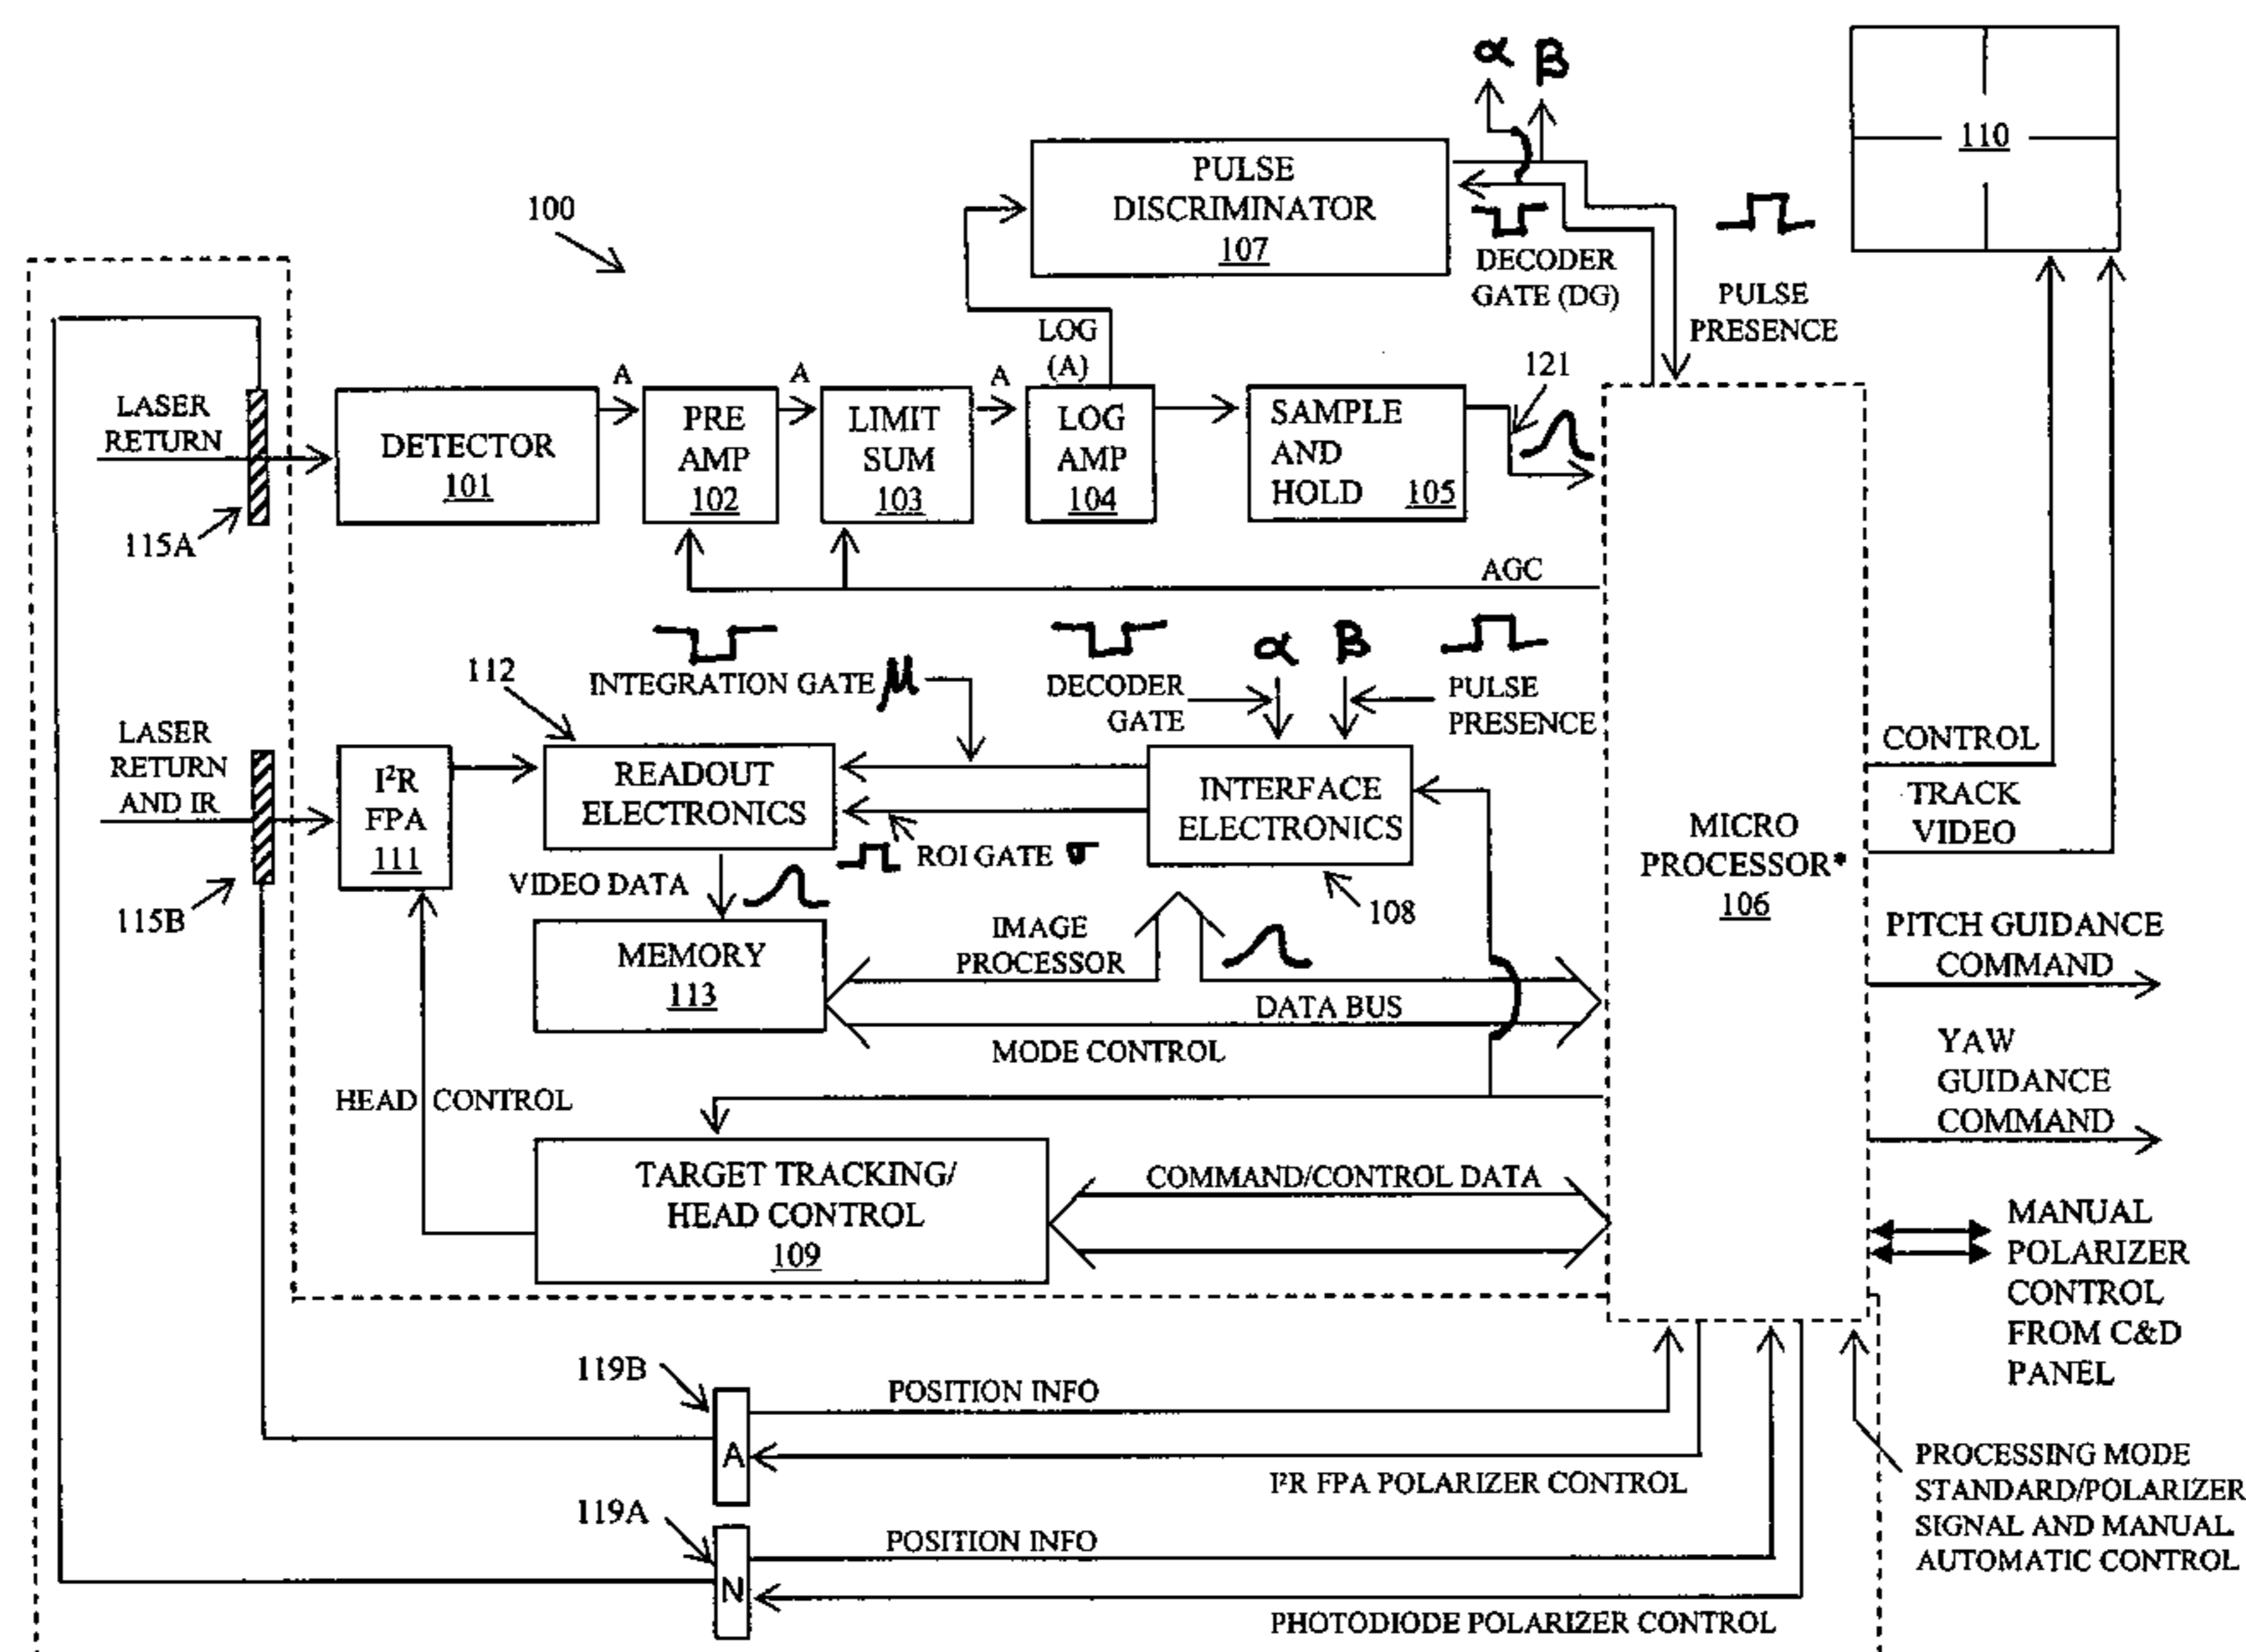 α β
110
PULSE
DISCRIMINATOR
107
100
DECODER
GATE (DG)
PULSE
PRESENCE
LOG
(A)
121
A
A
A
LASER
RETURN
DETECTOR
101
PRE
AMP
102
LIMIT
SUM
103
LOG
AMP
104
SAMPLE
AND
HOLD 105
115A
AGC
112
INTEGRATION GATE μ
α β
DECODER
GATE
PULSE
PRESENCE
LASER
RETURN
AND IR
I²R
FPA
111
READOUT
ELECTRONICS
INTERFACE
ELECTRONICS
MICRO
PROCESSOR*
106
CONTROL
TRACK
VIDEO
ROI GATE σ
VIDEO DATA
115B
108
MEMORY
113
IMAGE
PROCESSOR
DATA BUS
MODE CONTROL
PITCH GUIDANCE
COMMAND
YAW
GUIDANCE
COMMAND
HEAD CONTROL
TARGET TRACKING/
HEAD CONTROL
109
COMMAND/CONTROL DATA
MANUAL
POLARIZER
CONTROL
FROM C&D
PANEL
119B
POSITION INFO
A
I²R FPA POLARIZER CONTROL
119A
POSITION INFO
N
PHOTODIODE POLARIZER CONTROL
PROCESSING MODE
STANDARD/POLARIZER
SIGNAL AND MANUAL
AUTOMATIC CONTROL